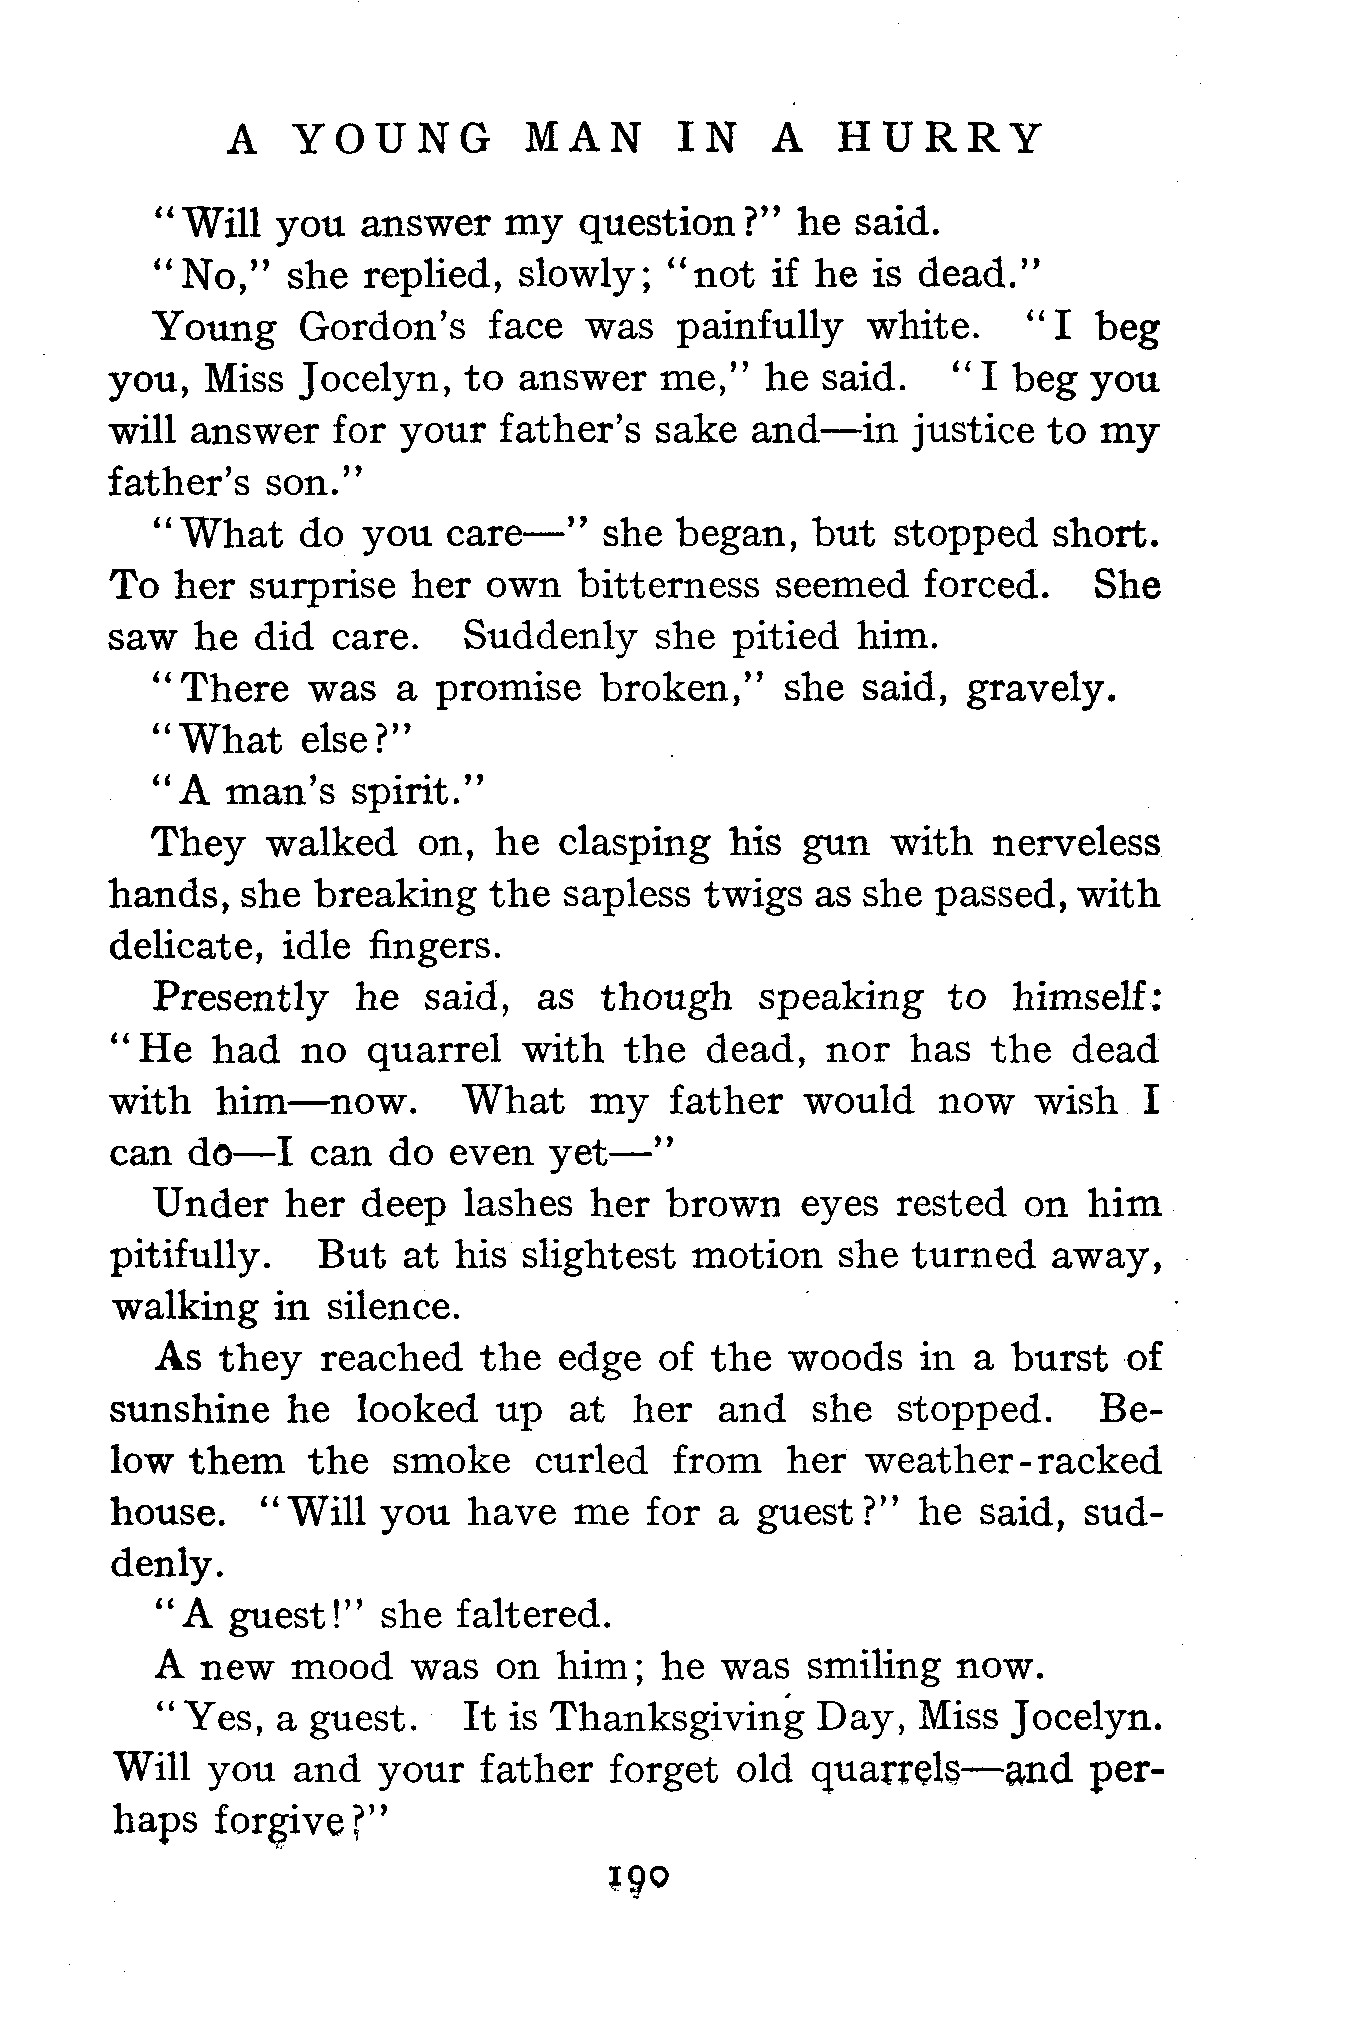 A YOUNG MAN IN A HURRY
"Will you answer my question?" he said.
"No," she replied, slowly; "not if he is dead."
Young Gordon's face was painfully white. "I beg
you, Miss Jocelyn, to answer me," he said. "I beg you
will answer for your father's sake and—in justice to my
father's son."
"What do you care—" she began, but stopped short.
To her surprise her own bitterness seemed forced. She
saw he did care. Suddenly she pitied him.
"There was a promise broken," she said, gravely.
"What else?"
"A man's spirit."
They walked on, he clasping his gun with nerveless
hands, she breaking the sapless twigs as she passed, with
delicate, idle fingers.
Presently he said, as though speaking to himself:
"He had no quarrel with the dead, nor has the dead
with him—now. What my father would now wish I
can do—I can do even yet—"
Under her deep lashes her brown eyes rested on him
pitifully. But at his slightest motion she turned away,
walking in silence.
As they reached the edge of the woods in a burst of
sunshine he looked up at her and she stopped. Be-
low them the smoke curled from her weather-racked
house. "Will you have me for a guest?" he said, sud-
denly.
"A guest!" she faltered.
A new mood was on him; he was smiling now.
"Yes, a guest. It is Thanksgiving Day, Miss Jocelyn.
Will you and your father forget old quarrels—and per-
haps forgive?"
190